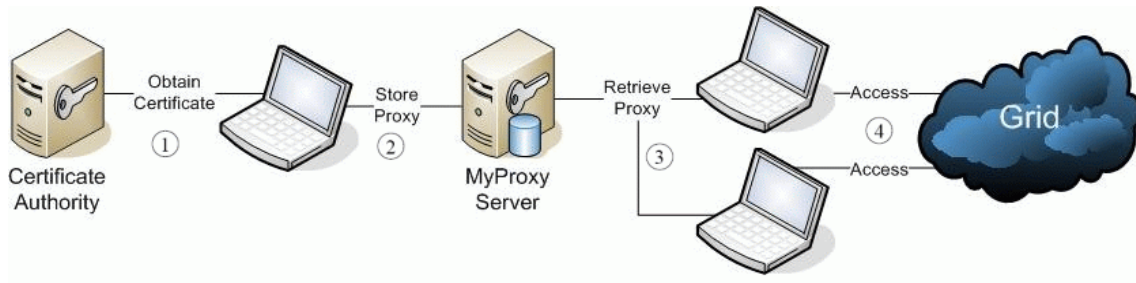 Obtain
Certificate
1
Certificate
Authority
Store
Proxy
2
MyProxy
Server
Retrieve
Proxy
3
Access
4
Access
Grid